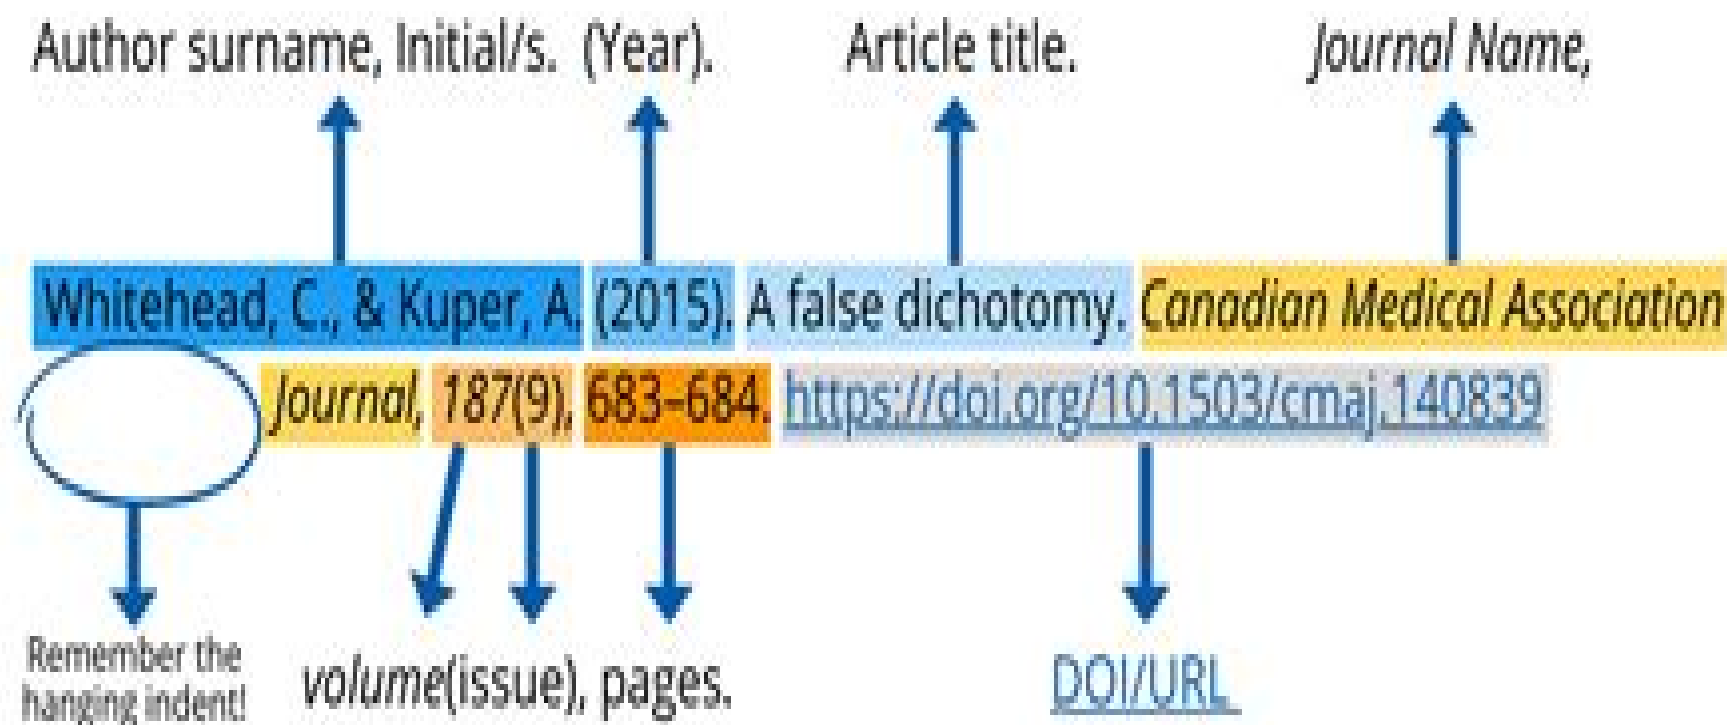 Author surname, Initial/s. (Year). Article title. Journal Name,
Whitehead, C., & Kuper, A. (2015). A false dichotomy. Canadian Medical Association
Journal, 187(9), 683–684. https://doi.org/10.1503/cmaj.140839
Remember the
hanging indent!
volume(issue), pages.
DOI/URL